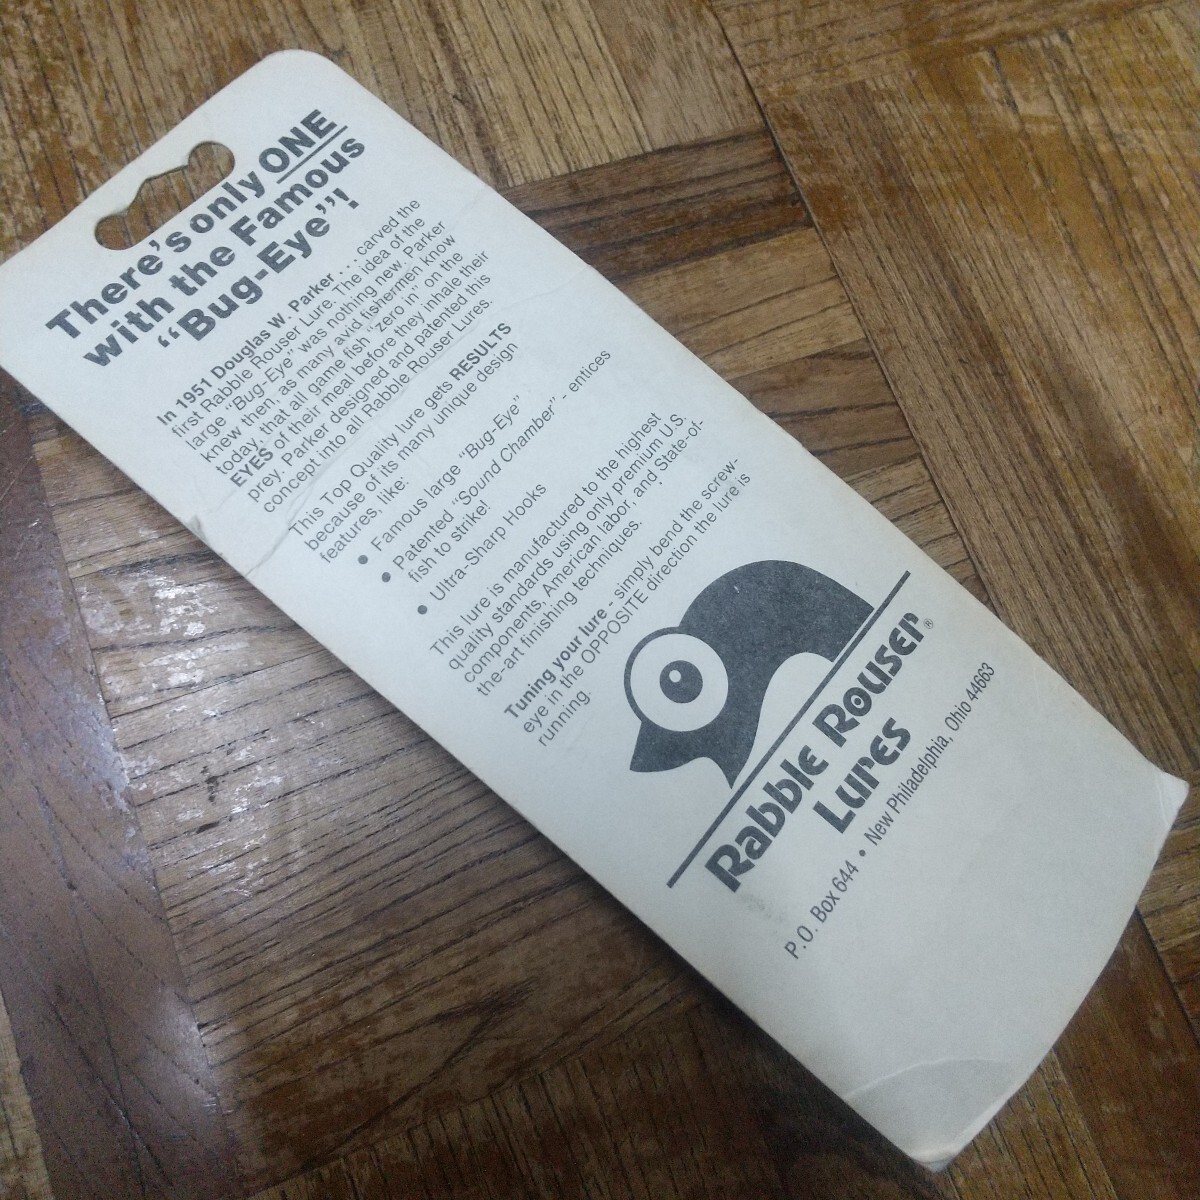 There's only ONE
with the Famous
“Bug-Eye”!
In 1951 Douglas W. Parker . . . carved the
first Rabble Rouser Lure. The idea of the
large “Bug-Eye” was nothing new. Parker
knew then, as many avid fishermen know
today, that all game fish “zero in” on the
EYES of their meal before they inhale their
prey. Parker designed and patented this
concept into all Rabble Rouser Lures.
This Top Quality lure gets RESULTS
because of its many unique design
features, like:
• Famous large “Bug-Eye”
• Patented “Sound Chamber” - entices
fish to strike!
• Ultra-Sharp Hooks
This lure is manufactured to the highest
quality standards using only premium U.S.
components, American labor, and State-of-
the-art finishing techniques.
Tuning your lure - simply bend the screw-
eye in the OPPOSITE direction the lure is
running.
Rabble Rouser®
Lures
P.O. Box 644 • New Philadelphia, Ohio 44663